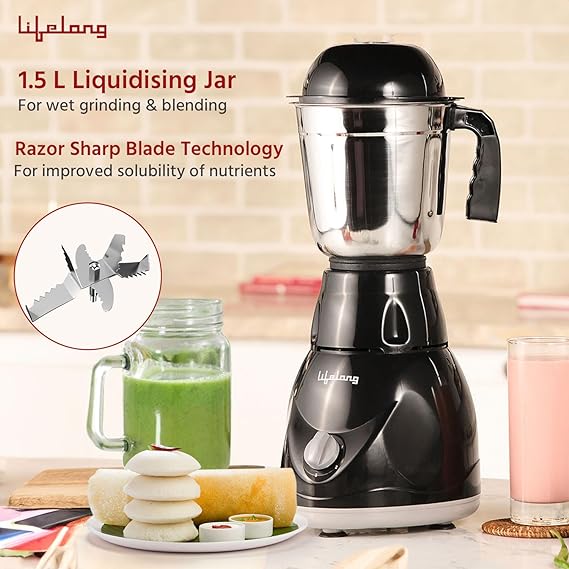 Lifelong
1.5 L Liquidising Jar
For wet grinding & blending
Razor Sharp Blade Technology
For improved solubility of nutrients
Lifelong